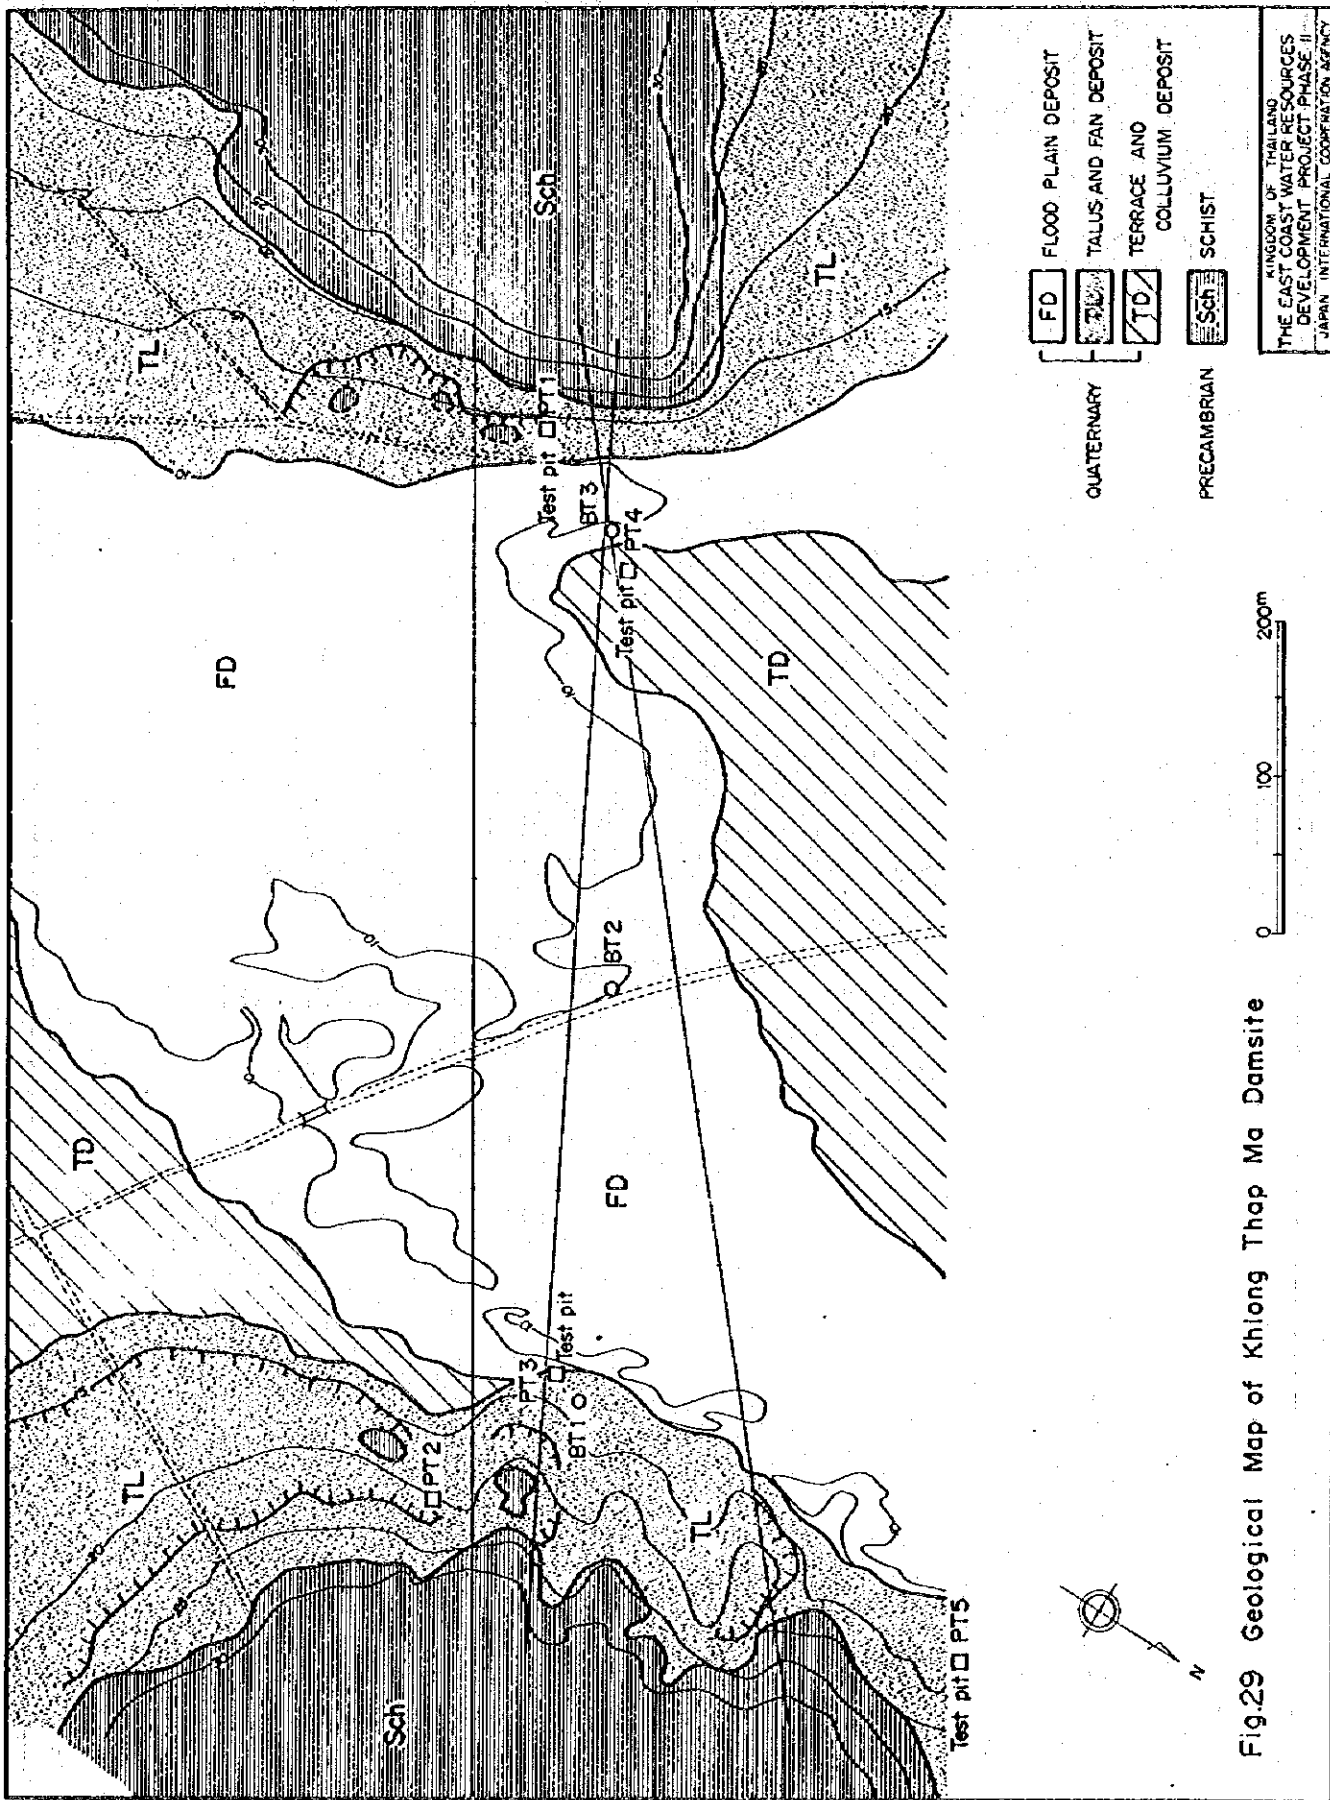 Sch
TL
TL
Test pit □ PT1
BT3
Test pit □ PT4
FD
TD
10
10
BT2
TD
FD
PT3
Test pit
BT1
PT2
TL
TL
Sch
Test pit □ PT5
QUATERNARY
FD FLOOD PLAIN DEPOSIT
TL TALUS AND FAN DEPOSIT
TD TERRACE AND
COLLUVIUM DEPOSIT
PRECAMBRIAN
Sch SCHIST
0 100 200m
N
Fig.29 Geological Map of Khlong Thap Ma Damsite
KINGDOM OF THAILAND
THE EAST COAST WATER RESOURCES
DEVELOPMENT PROJECT PHASE II
JAPAN INTERNATIONAL COOPERATION AGENCY